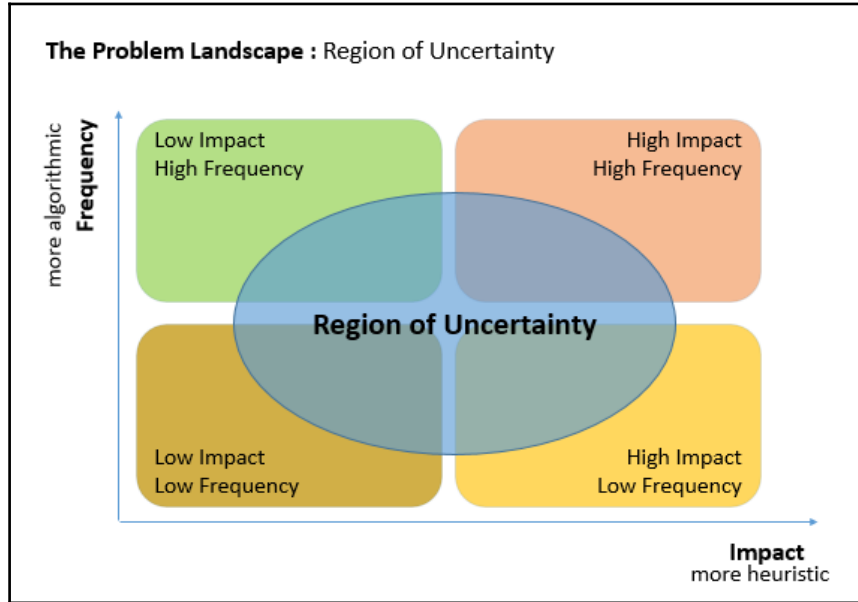 The Problem Landscape : Region of Uncertainty
more algorithmic
Frequency
Low Impact
High Frequency
High Impact
High Frequency
Region of Uncertainty
Low Impact
Low Frequency
High Impact
Low Frequency
Impact
more heuristic